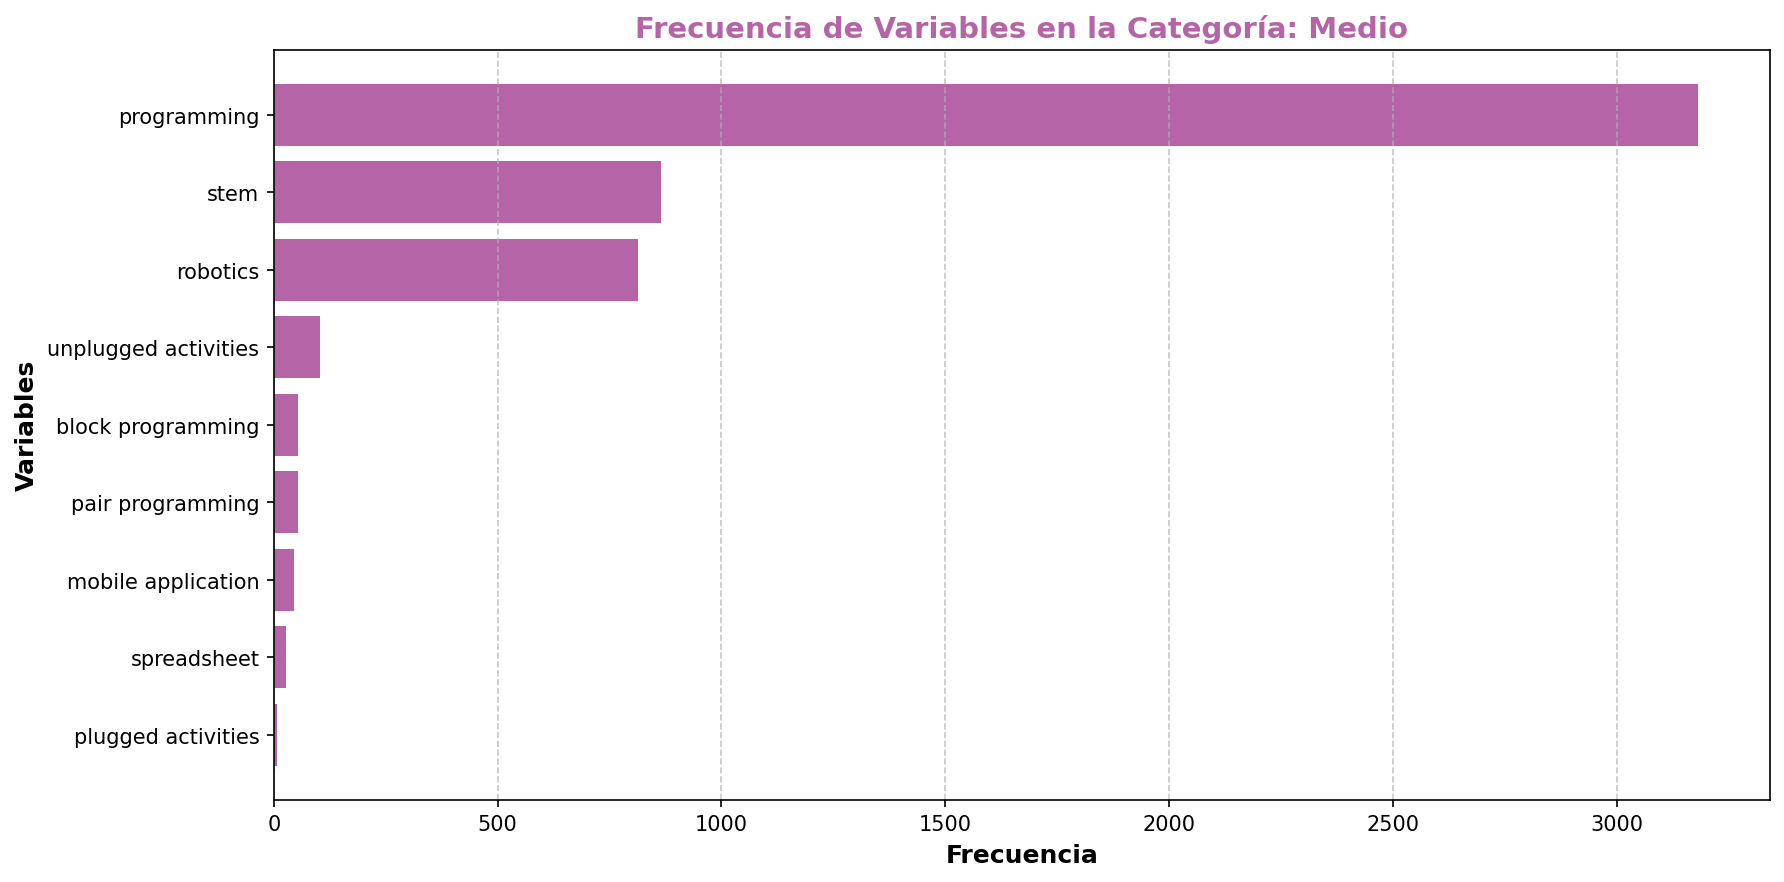 Frecuencia de Variables en la Categoría: Medio
programming
stem
robotics
unplugged activities
block programming
pair programming
mobile application
spreadsheet
plugged activities
Variables
0 500 1000 1500 2000 2500 3000
Frecuencia